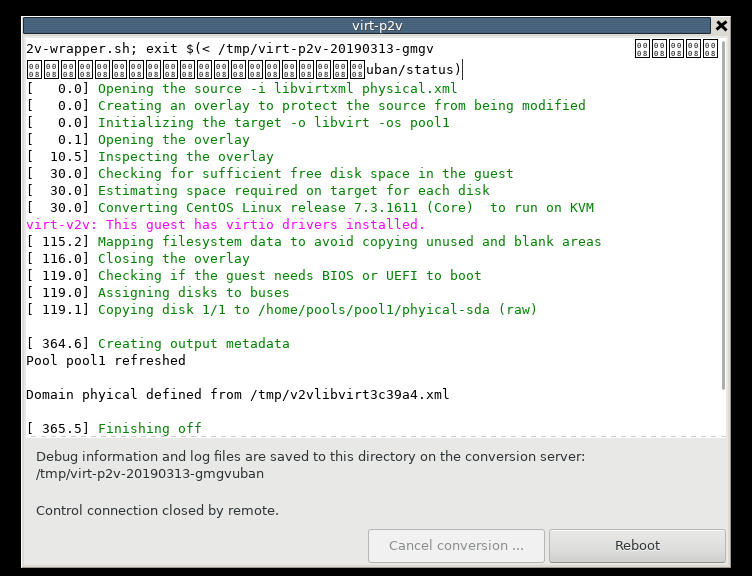 virt-p2v
2v-wrapper.sh; exit $(< /tmp/virt-p2v-20190313-gmgv
uban/status)
[   0.0] Opening the source -i libvirtxml physical.xml
[   0.0] Creating an overlay to protect the source from being modified
[   0.0] Initializing the target -o libvirt -os pool1
[   0.1] Opening the overlay
[  10.5] Inspecting the overlay
[  30.0] Checking for sufficient free disk space in the guest
[  30.0] Estimating space required on target for each disk
[  30.0] Converting CentOS Linux release 7.3.1611 (Core)  to run on KVM
virt-v2v: This guest has virtio drivers installed.
[ 115.2] Mapping filesystem data to avoid copying unused and blank areas
[ 116.0] Closing the overlay
[ 119.0] Checking if the guest needs BIOS or UEFI to boot
[ 119.0] Assigning disks to buses
[ 119.1] Copying disk 1/1 to /home/pools/pool1/phyical-sda (raw)
[ 364.6] Creating output metadata
Pool pool1 refreshed
Domain phyical defined from /tmp/v2vlibvirt3c39a4.xml
[ 365.5] Finishing off
Debug information and log files are saved to this directory on the conversion server:
/tmp/virt-p2v-20190313-gmgvuban
Control connection closed by remote.
Cancel conversion ...
Reboot